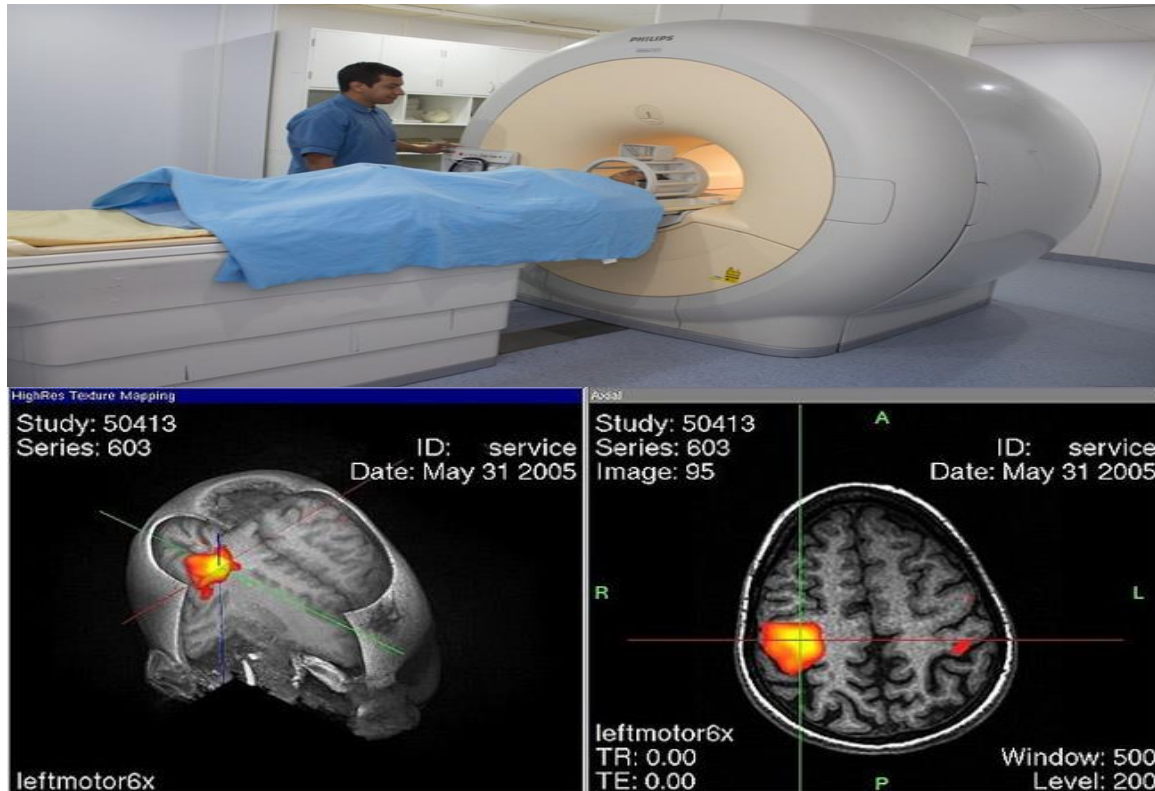 PHILIPS
HighRes Texture Mapping
Study: 50413
Series: 603
ID: service
Date: May 31 2005
leftmotor6x
Axial
Study: 50413
Series: 603
Image: 95
ID: service
Date: May 31 2005
A
R
L
leftmotor6x
TR: 0.00
TE: 0.00
P
Window: 500
Level: 200